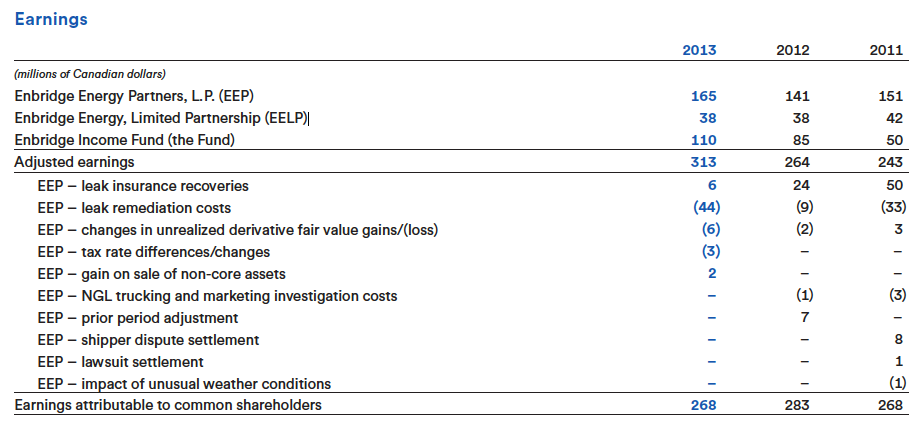 Earnings
2013 2012 2011
(millions of Canadian dollars)
Enbridge Energy Partners, L.P. (EEP) 165 141 151
Enbridge Energy, Limited Partnership (EELP) 38 38 42
Enbridge Income Fund (the Fund) 110 85 50
Adjusted earnings 313 264 243
EEP – leak insurance recoveries 6 24 50
EEP – leak remediation costs (44) (9) (33)
EEP – changes in unrealized derivative fair value gains/(loss) (6) (2) 3
EEP – tax rate differences/changes (3) – –
EEP – gain on sale of non-core assets 2 – –
EEP – NGL trucking and marketing investigation costs – (1) (3)
EEP – prior period adjustment – 7 –
EEP – shipper dispute settlement – – 8
EEP – lawsuit settlement – – 1
EEP – impact of unusual weather conditions – – (1)
Earnings attributable to common shareholders 268 283 268